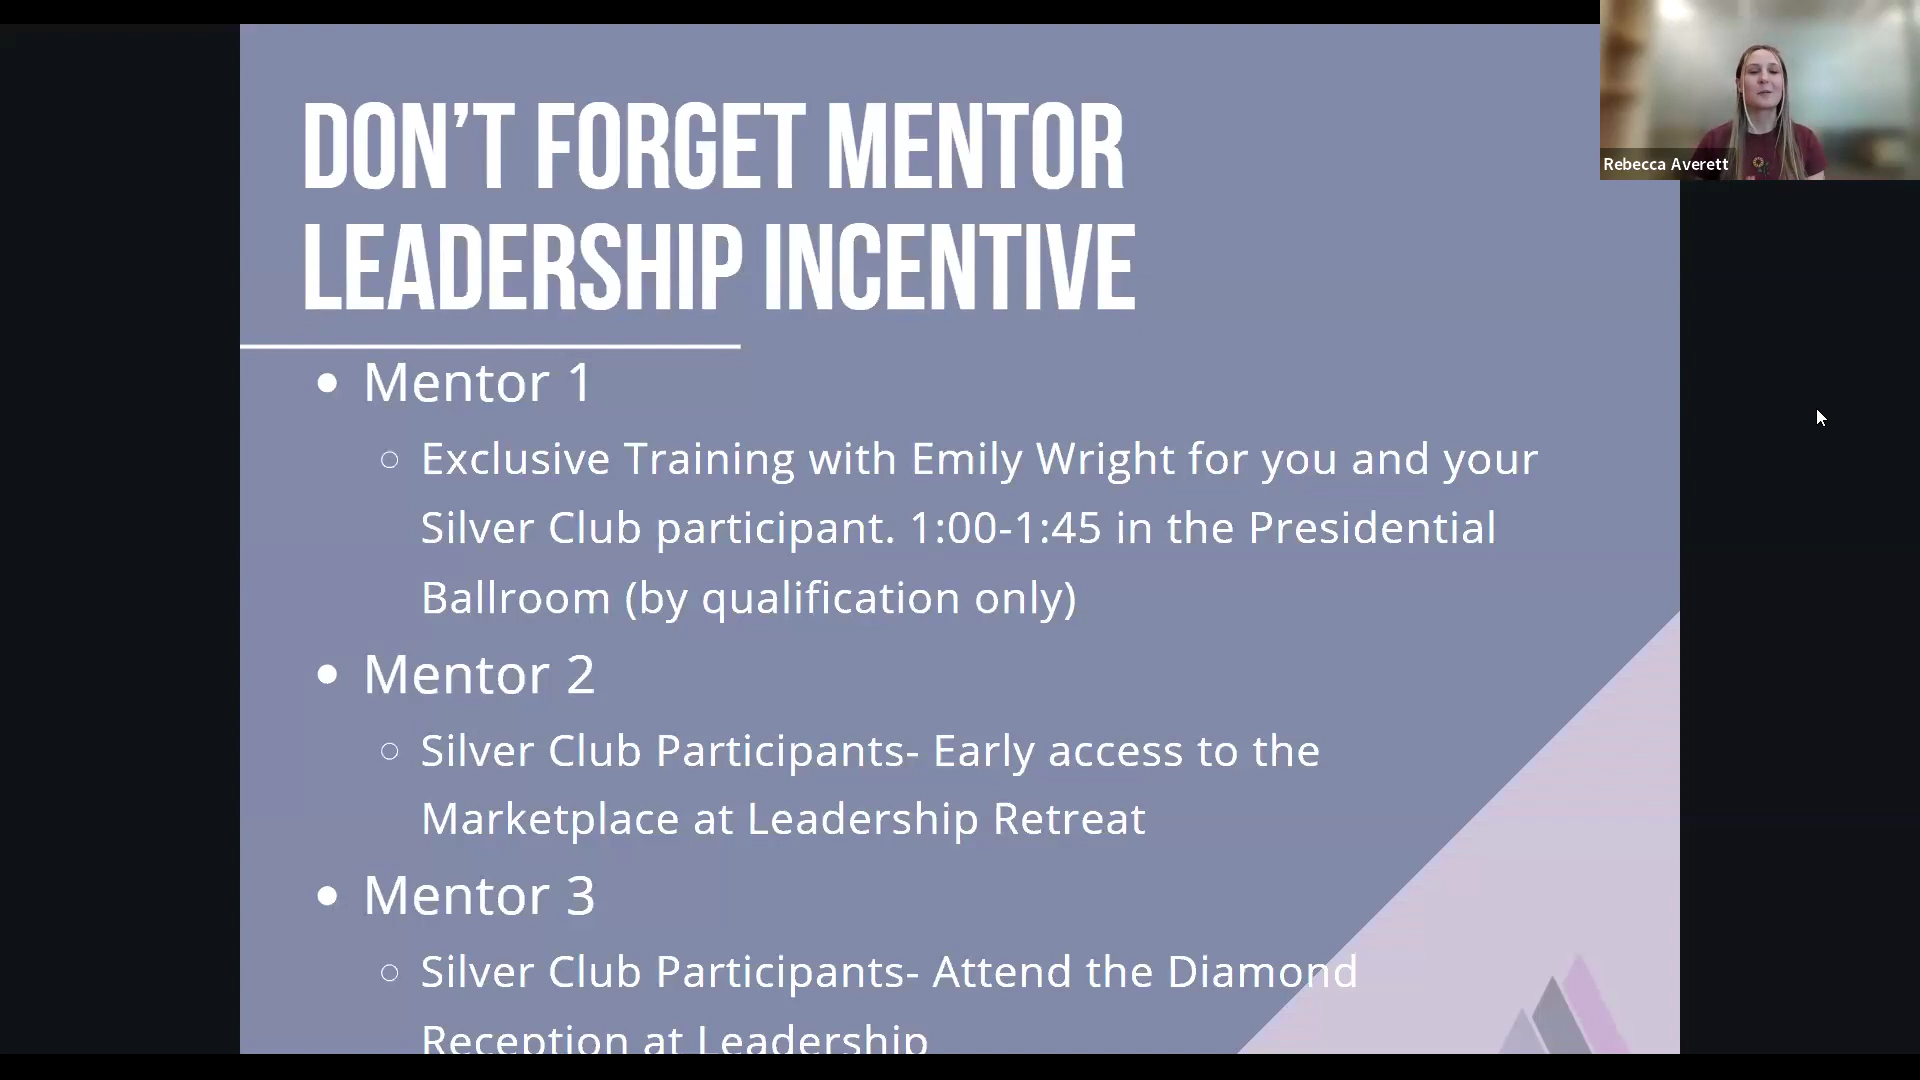 DON'T FORGET MENTOR
LEADERSHIP INCENTIVE
Rebecca Averett
• Mentor 1
○ Exclusive Training with Emily Wright for you and your
Silver Club participant. 1:00-1:45 in the Presidential
Ballroom (by qualification only)
• Mentor 2
○ Silver Club Participants- Early access to the
Marketplace at Leadership Retreat
• Mentor 3
○ Silver Club Participants- Attend the Diamond
Reception at Leadership